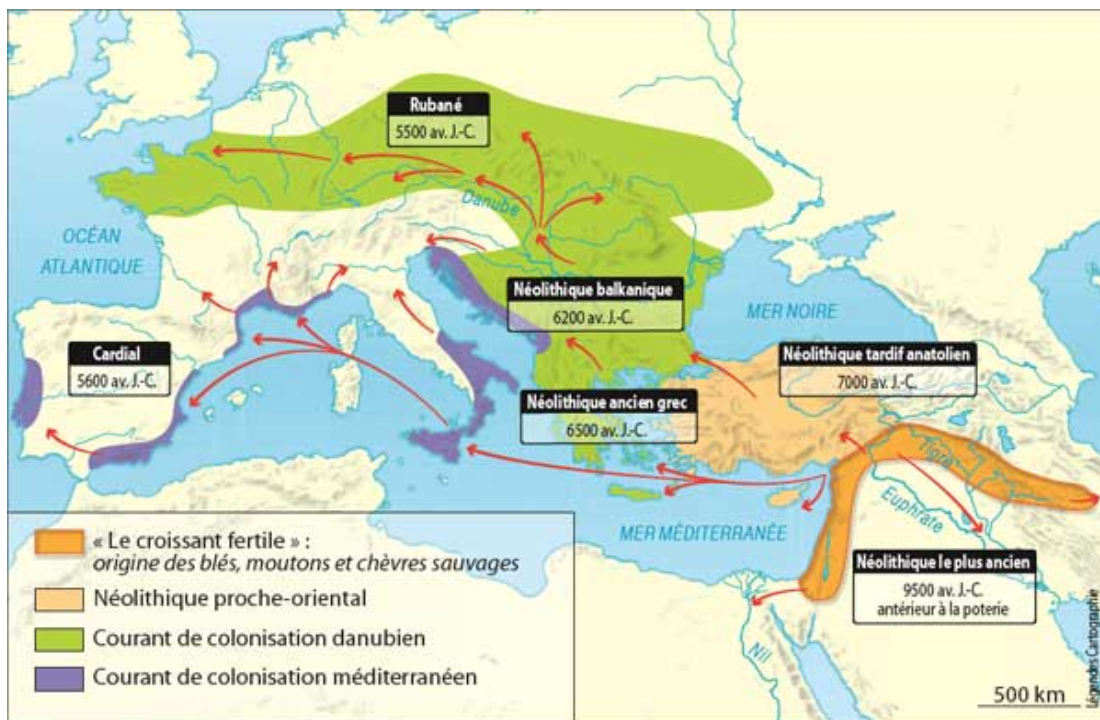 Rubané
5500 av. J.-C.
Danube
OCÉAN
ATLANTIQUE
Néolithique balkanique
6200 av. J.-C.
MER NOIRE
Cardial
5600 av. J.-C.
Néolithique tardif anatolien
7000 av. J.-C.
Néolithique ancien grec
6500 av. J.-C.
Tigre
Euphrate
MER MÉDITERRANÉE
Néolithique le plus ancien
9500 av. J.-C.
antérieur à la poterie
Nil
« Le croissant fertile » :
origine des blés, moutons et chèvres sauvages
Néolithique proche-oriental
Courant de colonisation danubien
Courant de colonisation méditerranéen
500 km
Légendes Cartographie